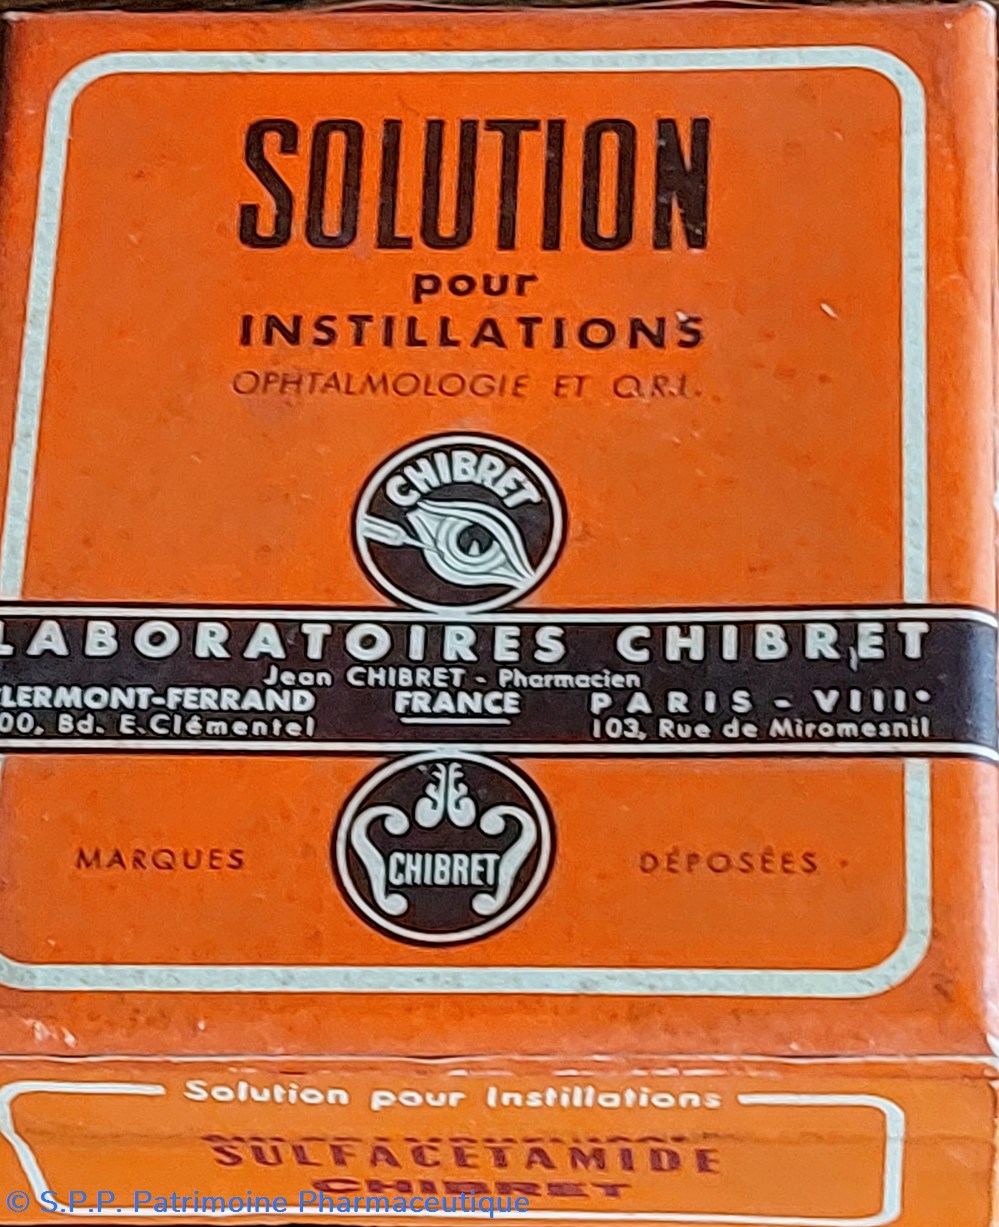 SOLUTION
pour
INSTILLATIONS
OPHTALMOLOGIE ET O.R.L.
CHIBRET
LABORATOIRES CHIBRET
Jean CHIBRET - Pharmacien
CLERMONT-FERRAND FRANCE PARIS - VIIIe
00, Bd. E. Clémentel 103, Rue de Miromesnil
MARQUES CHIBRET DÉPOSÉES
Solution pour Instillations
SULFACETAMIDE
CHIBRET
© S.P.P. Patrimoine Pharmaceutique